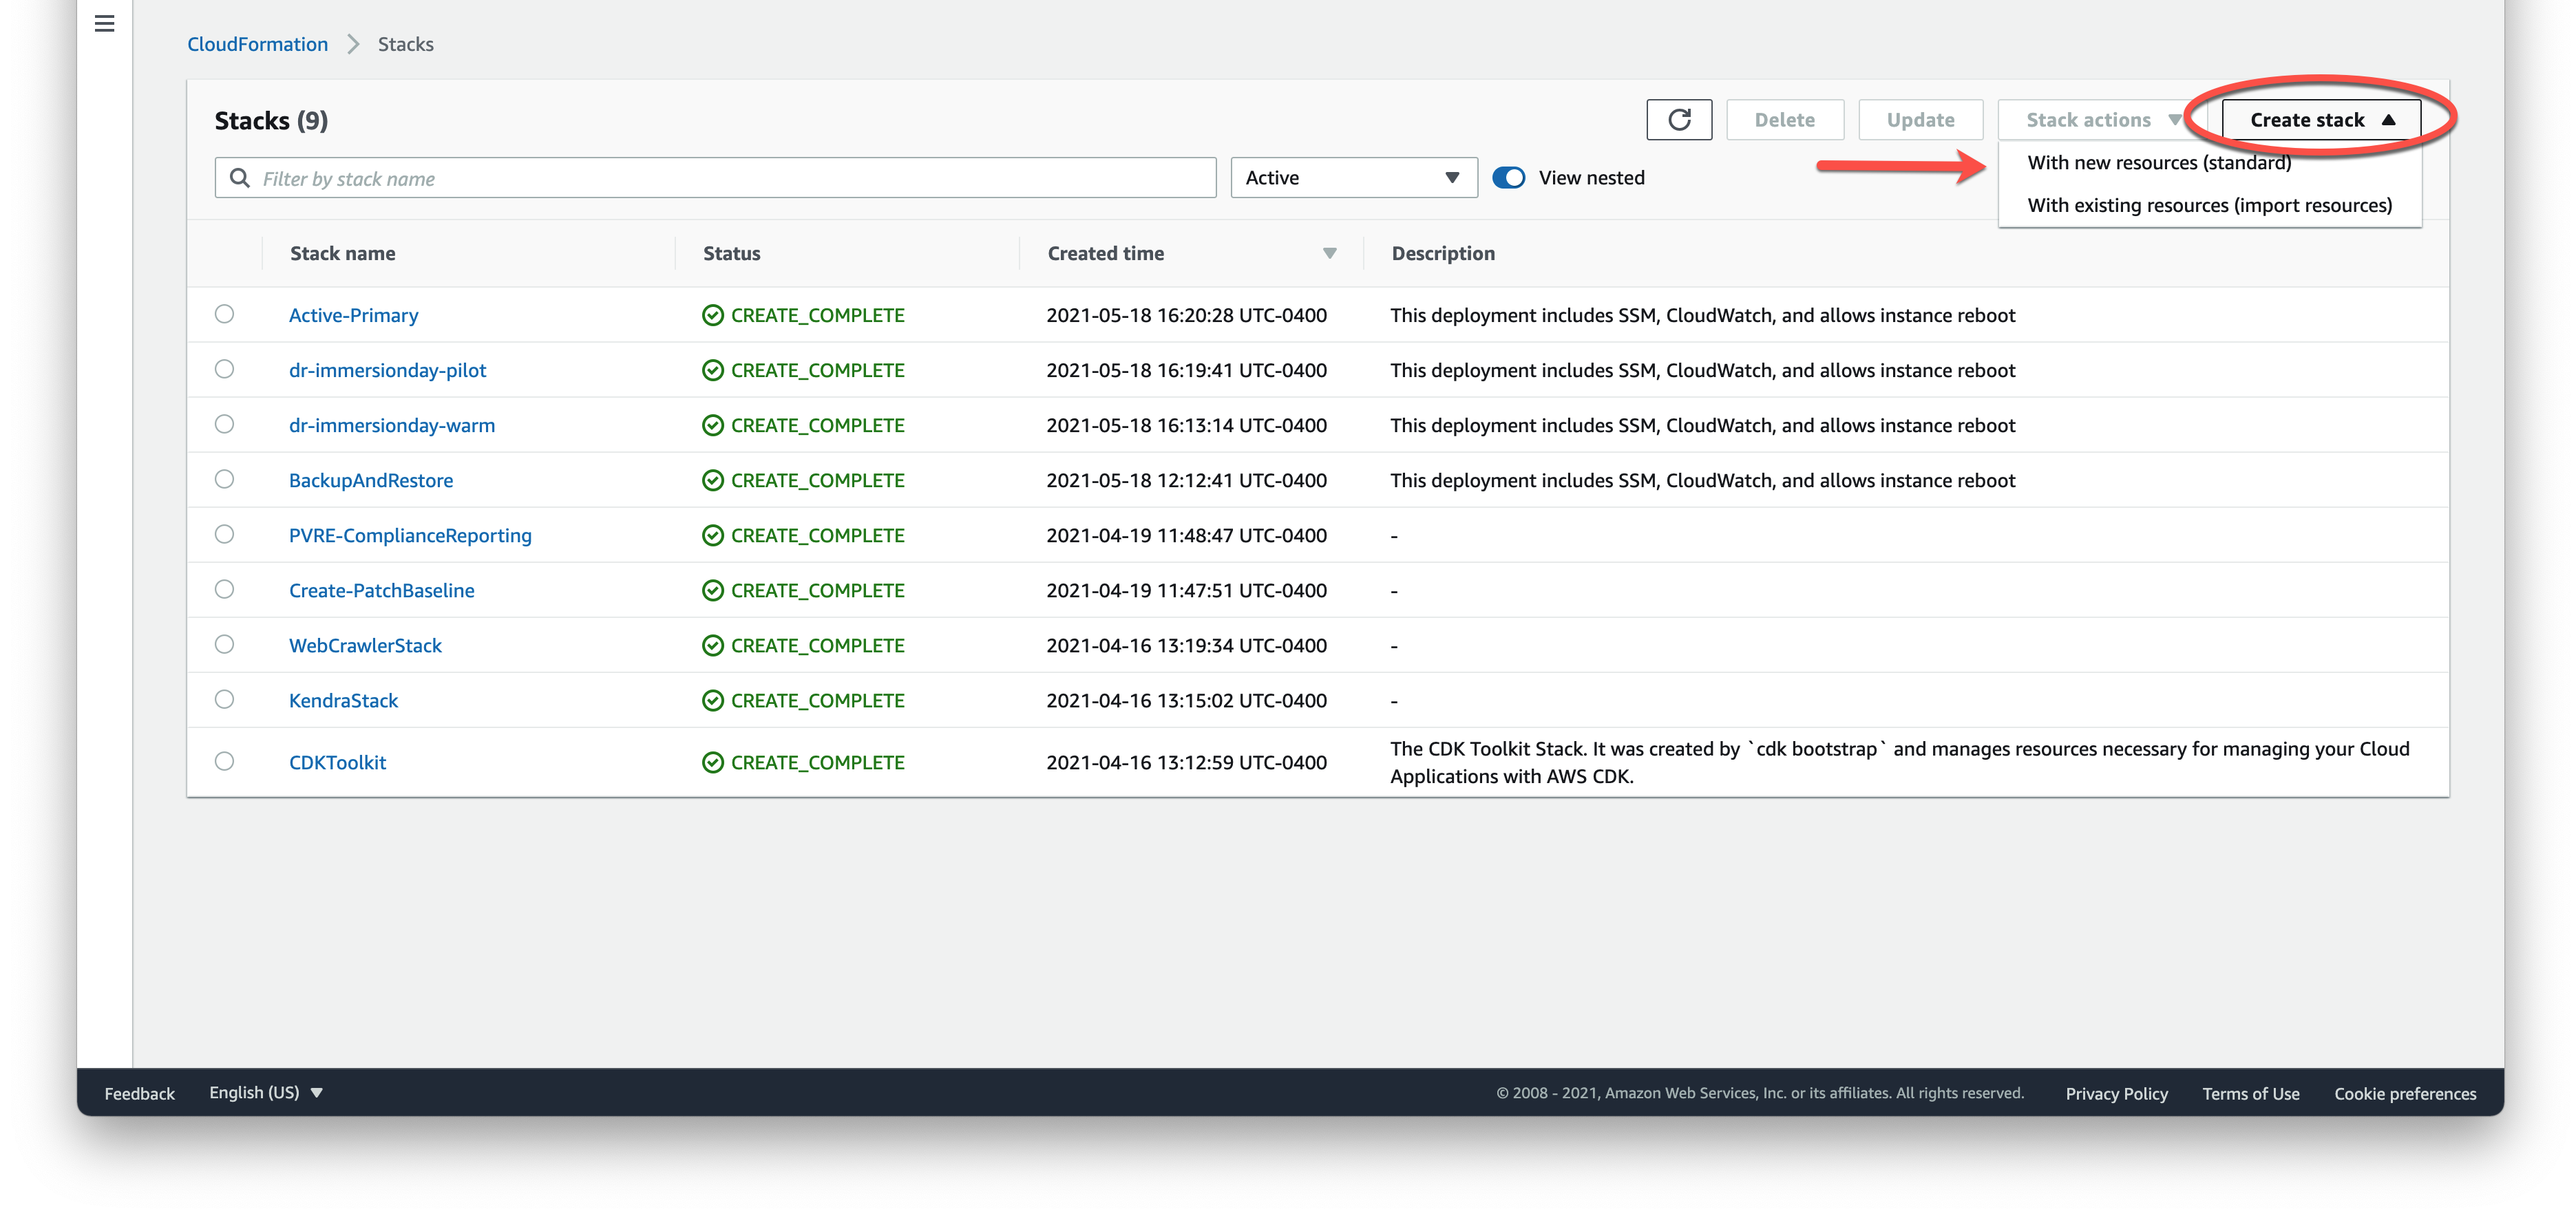 CloudFormation > Stacks
Stacks (9)
Delete
Update
Stack actions
Create stack
With new resources (standard)
With existing resources (import resources)
Filter by stack name
Active
View nested
Stack name Status Created time Description
Active-Primary CREATE_COMPLETE 2021-05-18 16:20:28 UTC-0400 This deployment includes SSM, CloudWatch, and allows instance reboot
dr-immersionday-pilot CREATE_COMPLETE 2021-05-18 16:19:41 UTC-0400 This deployment includes SSM, CloudWatch, and allows instance reboot
dr-immersionday-warm CREATE_COMPLETE 2021-05-18 16:13:14 UTC-0400 This deployment includes SSM, CloudWatch, and allows instance reboot
BackupAndRestore CREATE_COMPLETE 2021-05-18 12:12:41 UTC-0400 This deployment includes SSM, CloudWatch, and allows instance reboot
PVRE-ComplianceReporting CREATE_COMPLETE 2021-04-19 11:48:47 UTC-0400 -
Create-PatchBaseline CREATE_COMPLETE 2021-04-19 11:47:51 UTC-0400 -
WebCrawlerStack CREATE_COMPLETE 2021-04-16 13:19:34 UTC-0400 -
KendraStack CREATE_COMPLETE 2021-04-16 13:15:02 UTC-0400 -
CDKToolkit CREATE_COMPLETE 2021-04-16 13:12:59 UTC-0400 The CDK Toolkit Stack. It was created by `cdk bootstrap` and manages resources necessary for managing your Cloud
Applications with AWS CDK.
Feedback English (US) © 2008 - 2021, Amazon Web Services, Inc. or its affiliates. All rights reserved. Privacy Policy Terms of Use Cookie preferences